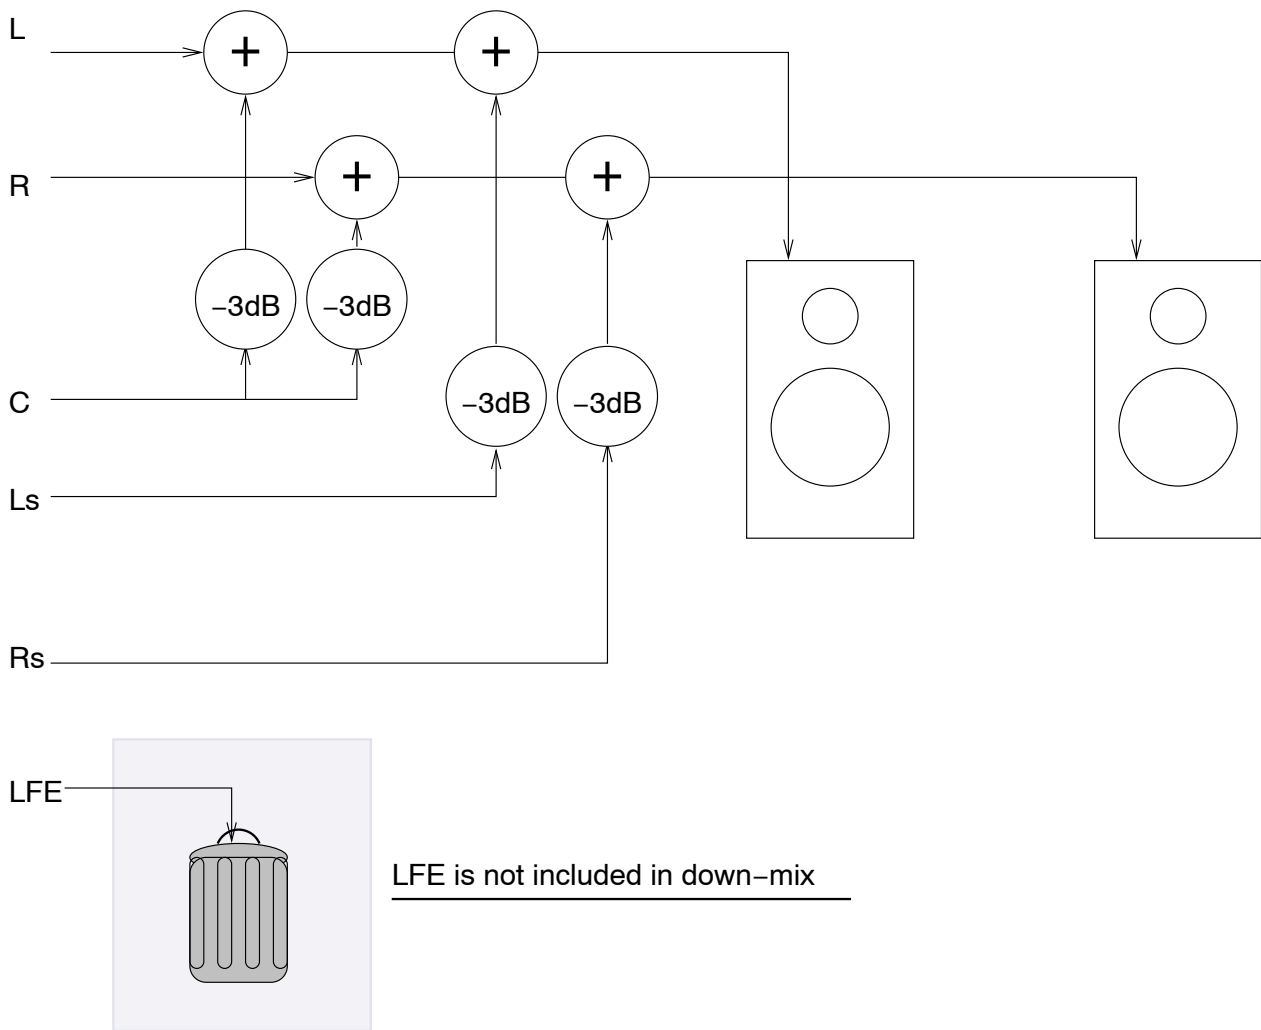 L
+
+
R
+
+
−3dB
−3dB
C
−3dB
−3dB
Ls
Rs
LFE
LFE is not included in down−mix